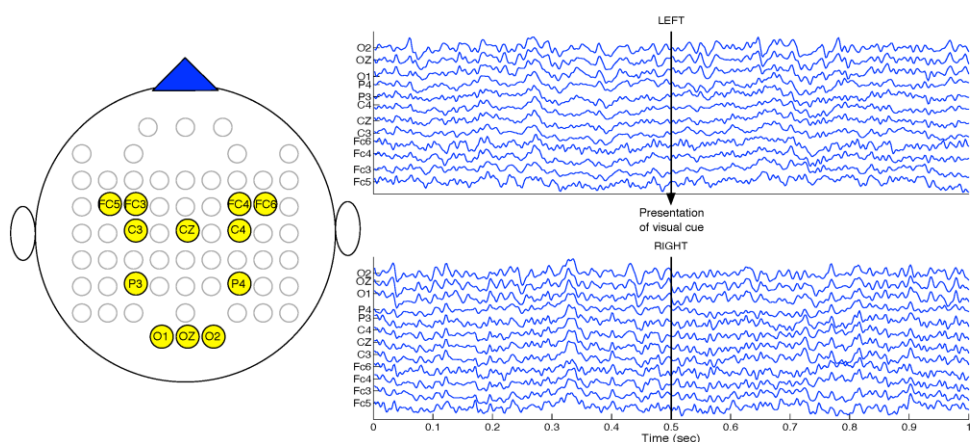 FC5 FC3 FC4 FC6
C3 CZ C4
P3 P4
O1 OZ O2
LEFT
O2
OZ
O1
P4
P3
C4
CZ
C3
Fc6
Fc4
Fc3
Fc5
Presentation
of visual cue
RIGHT
O2
OZ
O1
P4
P3
C4
CZ
C3
Fc6
Fc4
Fc3
Fc5
0 0.1 0.2 0.3 0.4 0.5 0.6 0.7 0.8 0.9 1
Time (sec)